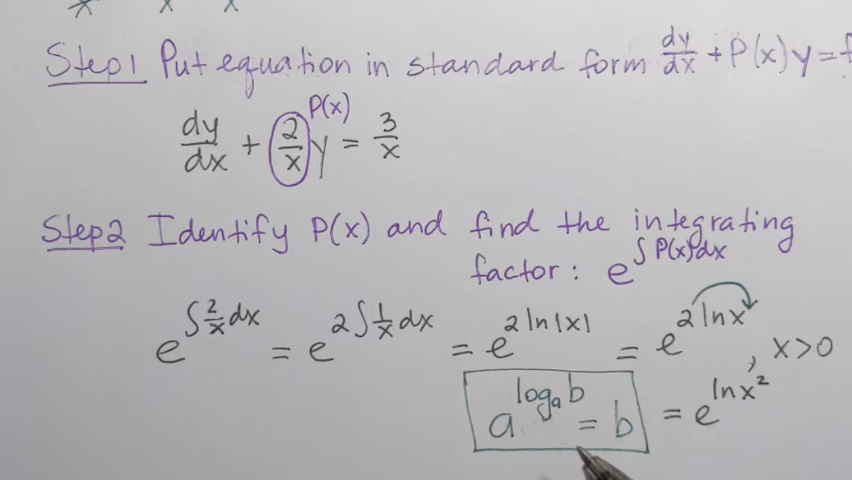 x x x
Step1 Put equation in standard form dy/dx + P(x)y =
P(x)
dy/dx + 2/x y = 3/x
Step2 Identify P(x) and find the integrating
factor: e^∫P(x)dx
e^∫2/x dx = e^2∫1/x dx = e^2ln|x| = e^2lnx, x>0
a^log_a b = b = e^lnx²